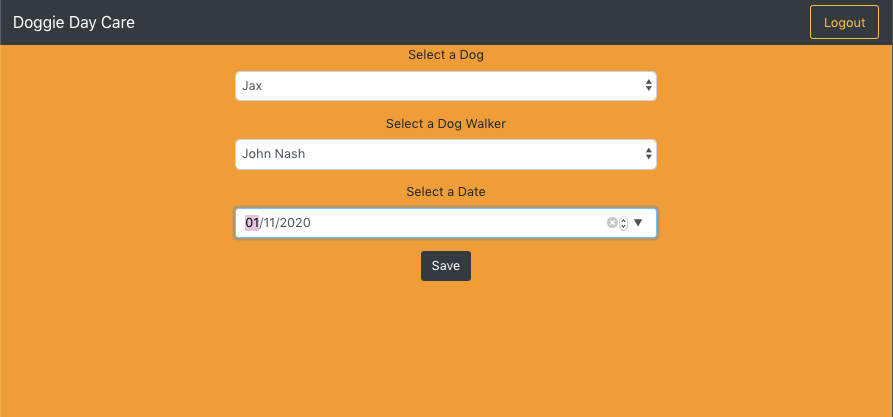 Doggie Day Care
Logout
Select a Dog
Jax
Select a Dog Walker
John Nash
Select a Date
01/11/2020
Save